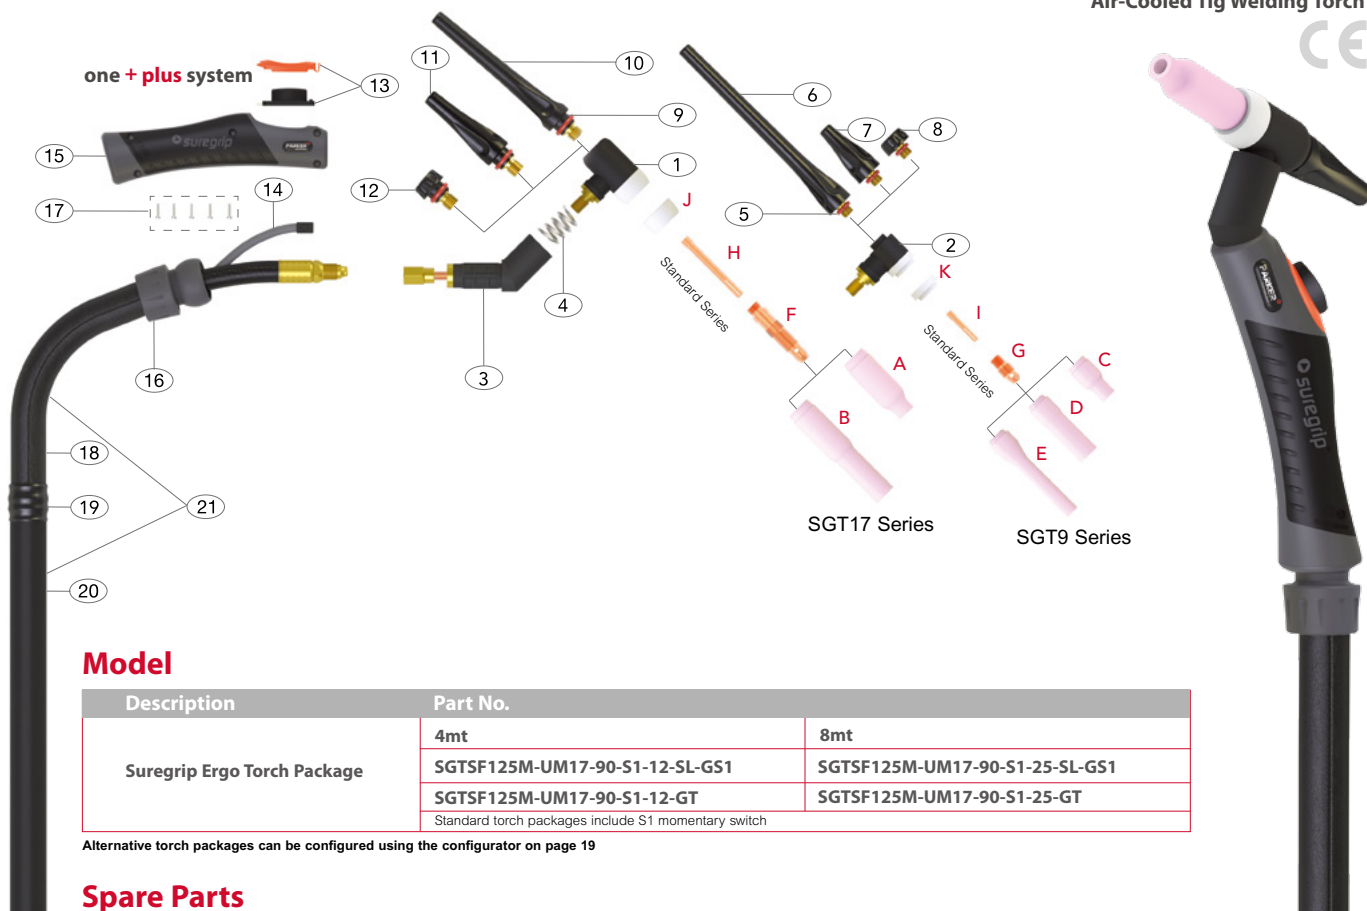 Air-Cooled Tig Welding Torch
CE
one + plus system
11
10
13
6
9
7
8
suregrip
PARKER
15
1
12
14
17
J
5
2
H
K
4
Standard Series
I
F
3
16
Standard Series
G
A
C
B
D
E
18
19
21
20
SGT17 Series
SGT9 Series
PARKER
suregrip
Model
Description Part No.
4mt 8mt
Suregrip Ergo Torch Package
SGTSF125M-UM17-90-S1-12-SL-GS1 SGTSF125M-UM17-90-S1-25-SL-GS1
SGTSF125M-UM17-90-S1-12-GT SGTSF125M-UM17-90-S1-25-GT
Standard torch packages include S1 momentary switch
Alternative torch packages can be configured using the configurator on page 19
Spare Parts